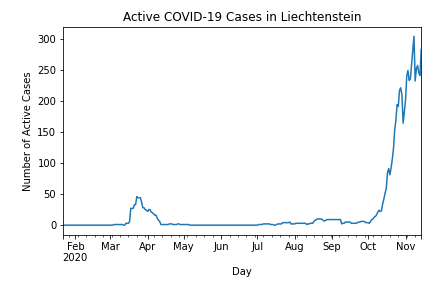 Active COVID-19 Cases in Liechtenstein
300
250
200
150
100
50
0
Number of Active Cases
Feb Mar Apr May Jun Jul Aug Sep Oct Nov
2020
Day